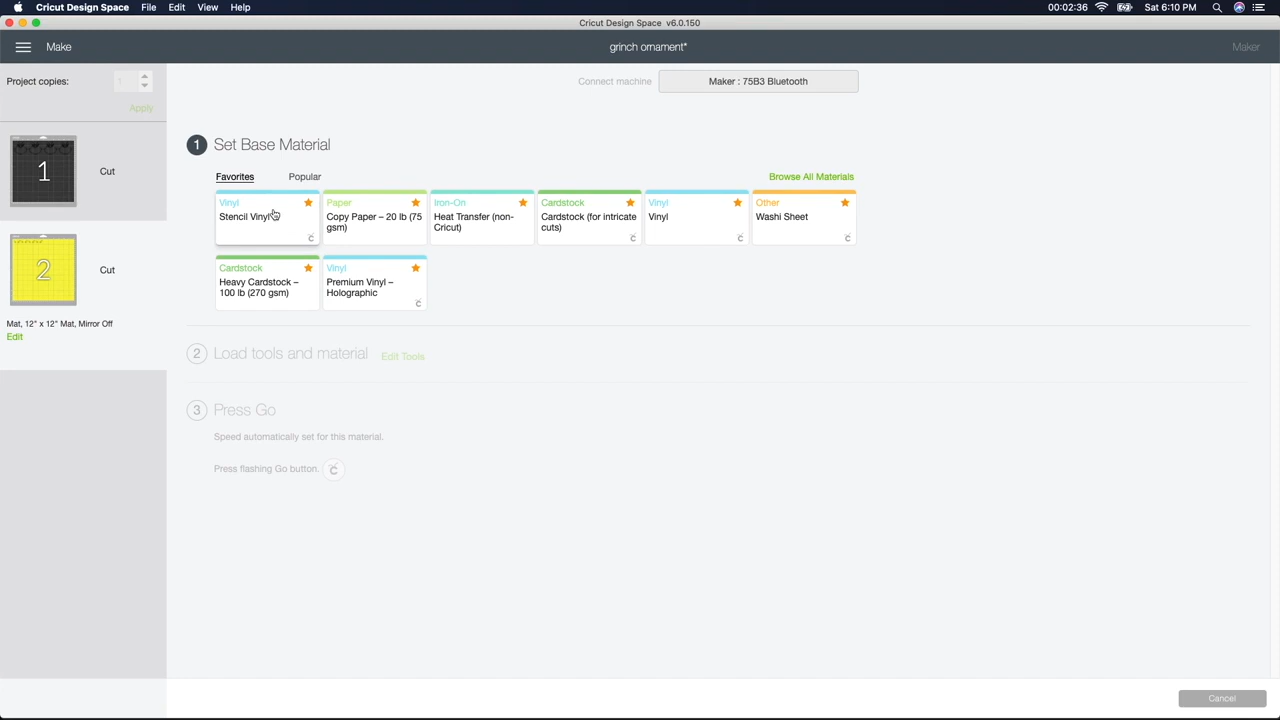 Cricut Design Space File Edit View Help 00:02:36 Sat 6:10 PM
Cricut Design Space v6.0.150
Make grinch ornament* Maker
Project copies: 1
Apply
Connect machine Maker : 75B3 Bluetooth
1 Cut
2 Cut
Mat, 12" x 12" Mat, Mirror Off
Edit
1 Set Base Material
Favorites Popular Browse All Materials
Vinyl
Stencil Vinyl
Paper
Copy Paper – 20 lb (75
gsm)
Iron-On
Heat Transfer (non-
Cricut)
Cardstock
Cardstock (for intricate
cuts)
Vinyl
Vinyl
Other
Washi Sheet
Cardstock
Heavy Cardstock –
100 lb (270 gsm)
Vinyl
Premium Vinyl –
Holographic
2 Load tools and material Edit Tools
3 Press Go
Speed automatically set for this material.
Press flashing Go button.
Cancel